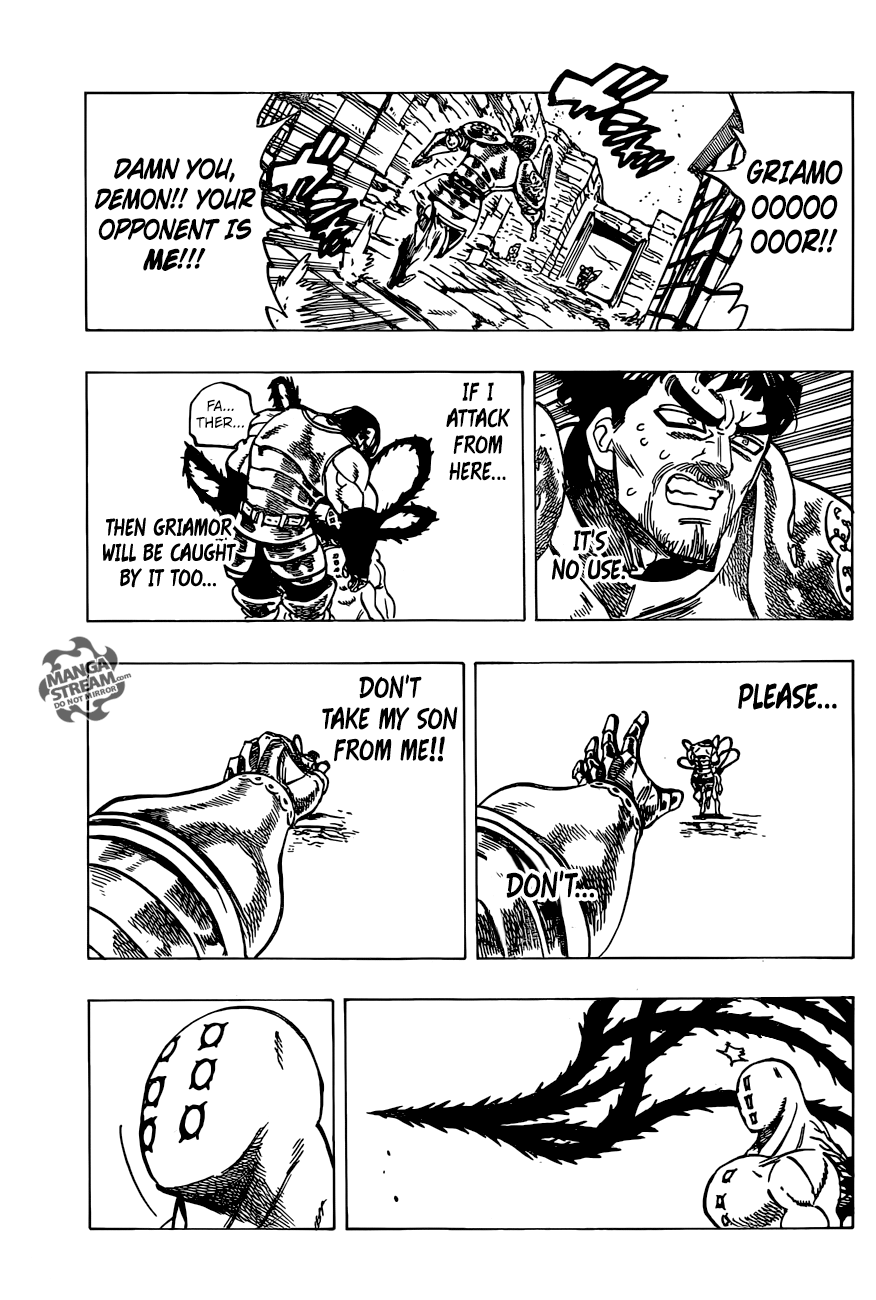 GRIAMO
OOOOO
OOOR!!
DAMN YOU,
DEMON!! YOUR
OPPONENT IS
ME!!!
IT'S
NO USE.
IF I
ATTACK
FROM
HERE...
FA...
THER...
THEN GRIAMOR
WILL BE CAUGHT
BY IT TOO...
PLEASE...
DON'T...
DON'T
TAKE MY SON
FROM ME!!
MANGA
STREAM.com
DO NOT MIRROR